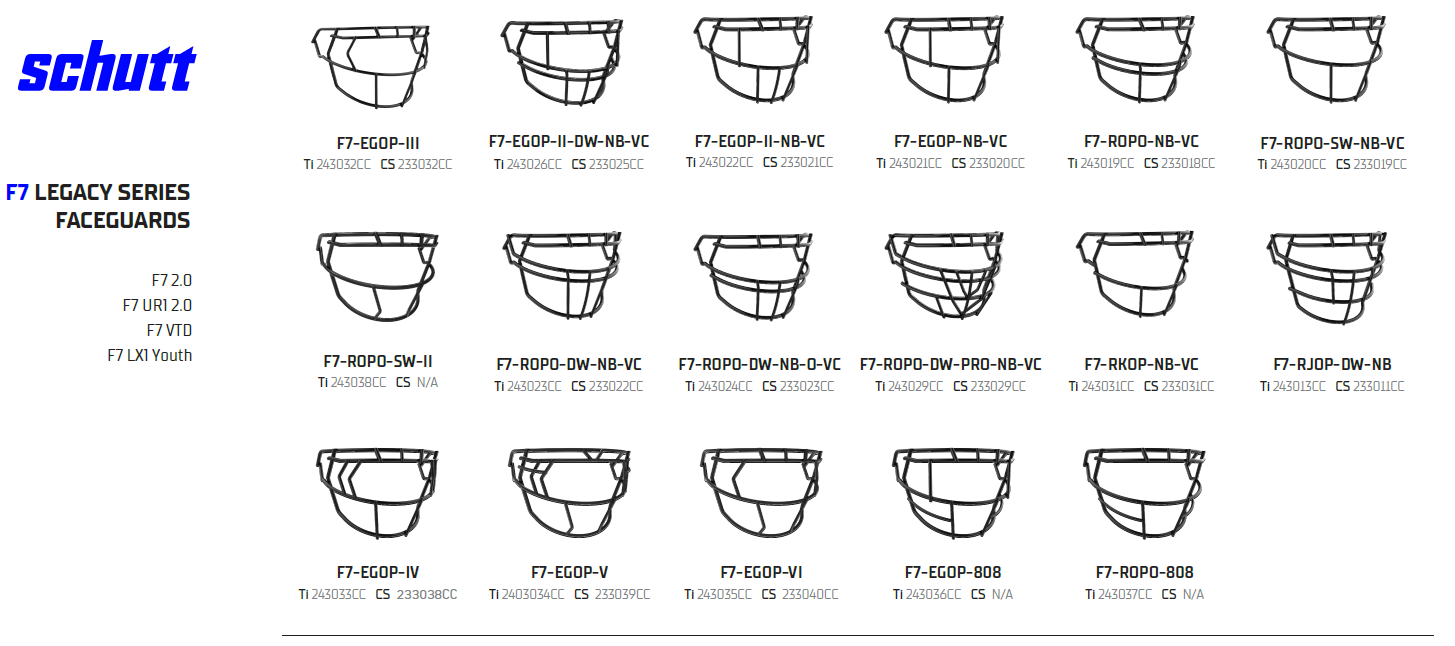 schutt
F7 LEGACY SERIES
FACEGUARDS
F7 2.0
F7 UR1 2.0
F7 VTD
F7 LX1 Youth
F7-EGOP-III
Ti 243032CC CS 233032CC
F7-EGOP-II-DW-NB-VC
Ti 243026CC CS 233025CC
F7-EGOP-II-NB-VC
Ti 243022CC CS 233021CC
F7-EGOP-NB-VC
Ti 243021CC CS 233020CC
F7-ROPO-NB-VC
Ti 243019CC CS 233018CC
F7-ROPO-SW-NB-VC
Ti 243020CC CS 233019CC
F7-ROPO-SW-II
Ti 243038CC CS N/A
F7-ROPO-DW-NB-VC
Ti 243023CC CS 233022CC
F7-ROPO-DW-NB-O-VC
Ti 243024CC CS 233023CC
F7-ROPO-DW-PRO-NB-VC
Ti 243029CC CS 233029CC
F7-RKOP-NB-VC
Ti 243031CC CS 233031CC
F7-RJOP-DW-NB
Ti 243013CC CS 233011CC
F7-EGOP-IV
Ti 243033CC CS 233038CC
F7-EGOP-V
Ti 2403034CC CS 233039CC
F7-EGOP-VI
Ti 243035CC CS 233040CC
F7-EGOP-808
Ti 243036CC CS N/A
F7-ROPO-808
Ti 243037CC CS N/A